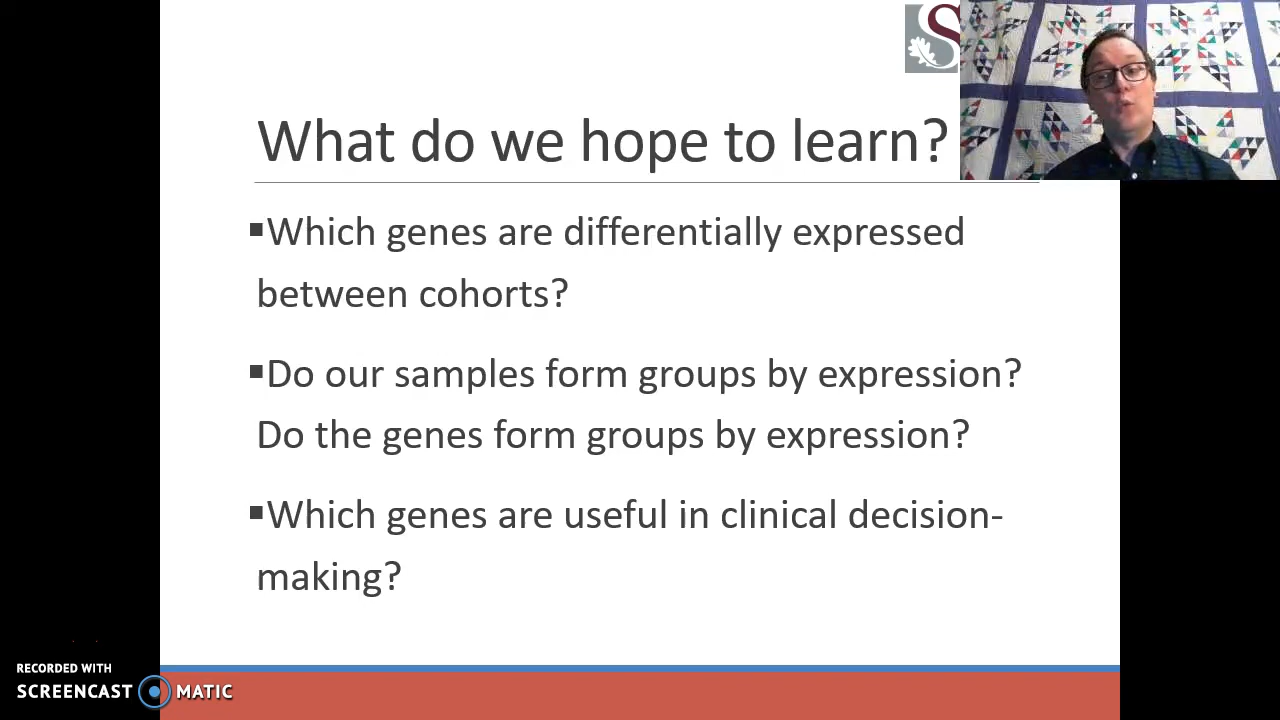 S
What do we hope to learn?
▪Which genes are differentially expressed
between cohorts?
▪Do our samples form groups by expression?
Do the genes form groups by expression?
▪Which genes are useful in clinical decision-
making?
RECORDED WITH
SCREENCAST MATIC